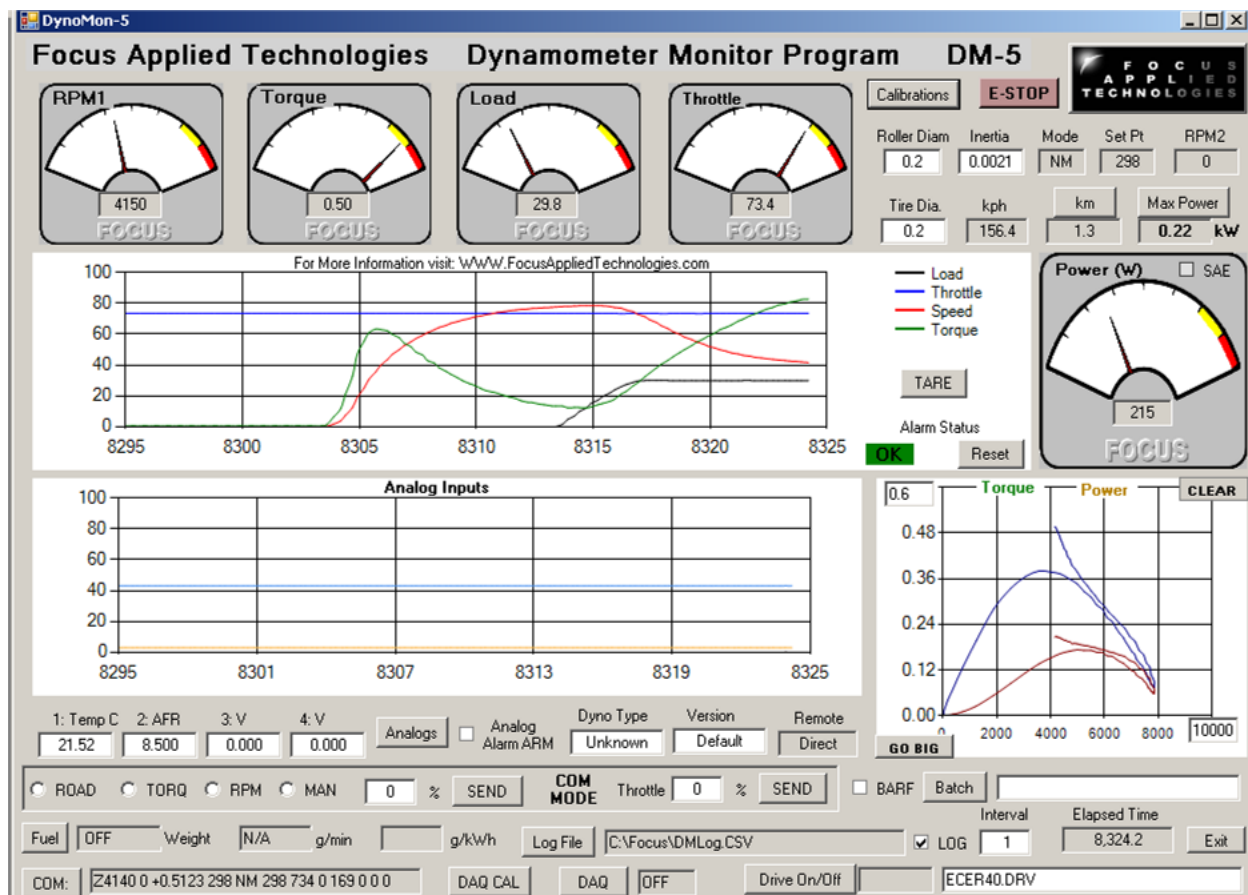 DynoMon-5
Focus Applied Technologies Dynamometer Monitor Program DM-5
FOCUS
APPLIED
TECHNOLOGIES
RPM1 Torque Load Throttle
4150 0.50 29.8 73.4
FOCUS FOCUS FOCUS FOCUS
Calibrations E-STOP
Roller Diam Inertia Mode Set Pt RPM2
0.2 0.0021 NM 298 0
Tire Dia. kph km Max Power
0.2 156.4 1.3 0.22 kW
For More Information visit: WWW.FocusAppliedTechnologies.com
100
80
60
40
20
0
8295 8300 8305 8310 8315 8320 8325
Load
Throttle
Speed
Torque
TARE
Alarm Status
OK Reset
Power (W) SAE
215
FOCUS
Analog Inputs
100
80
60
40
20
0
8295 8301 8307 8313 8319 8325
0.6 Torque Power CLEAR
0.48
0.36
0.24
0.12
0.00
0 2000 4000 6000 8000 10000
GO BIG
1: Temp C 2: AFR 3: V 4: V
21.52 8.500 0.000 0.000
Analogs Analog
Alarm ARM
Dyno Type Version Remote
Unknown Default Direct
ROAD TORQ RPM MAN 0 % SEND COM
MODE Throttle 0 % SEND BARF Batch
Interval Elapsed Time
Fuel OFF Weight N/A g/min g/kWh Log File C:\Focus\DMLog.CSV LOG 1 8,324.2 Exit
COM: Z4140 0 +0.5123 298 NM 298 734 0 169 0 0 0 DAQ CAL DAQ OFF Drive On/Off ECER40.DRV